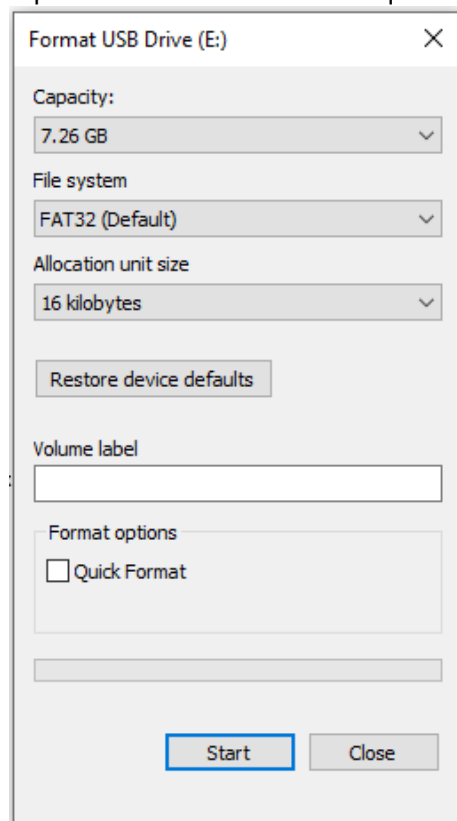 Format USB Drive (E:)
Capacity:
7.26 GB
File system
FAT32 (Default)
Allocation unit size
16 kilobytes
Restore device defaults
Volume label
Format options
Quick Format
Start Close